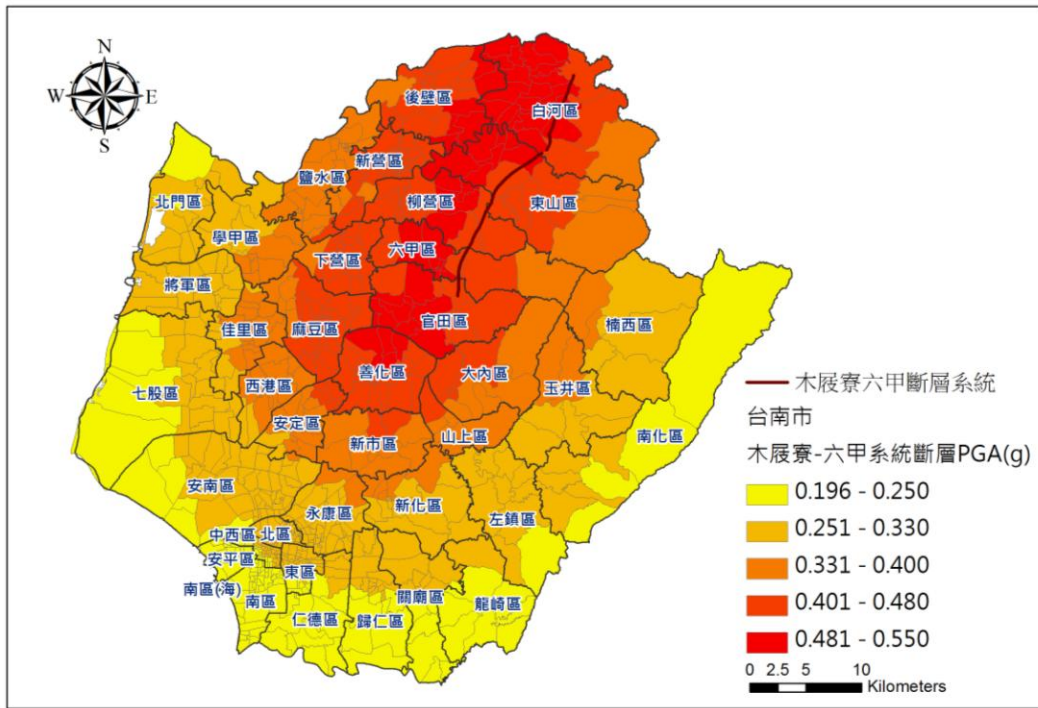 N
W
E
S
後壁區
白河區
新營區
鹽水區
北門區
柳營區
東山區
學甲區
六甲區
下營區
將軍區
官田區
楠西區
佳里區
麻豆區
善化區
大內區
七股區
西港區
玉井區
安定區
新市區
山上區
南化區
安南區
永康區
新化區
左鎮區
中西區
北區
安平區
東區
南區(海)
南區
關廟區
龍崎區
仁德區
歸仁區
木屐寮六甲斷層系統
台南市
木屐寮-六甲系統斷層PGA(g)
0.196 - 0.250
0.251 - 0.330
0.331 - 0.400
0.401 - 0.480
0.481 - 0.550
0 2.5 5 10
Kilometers